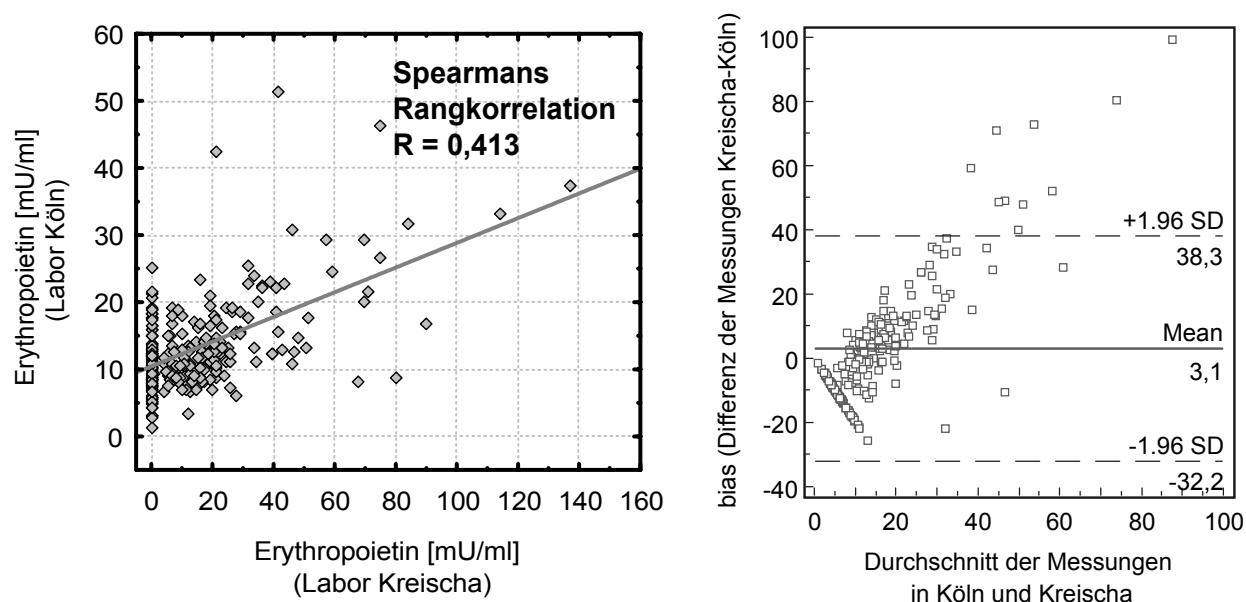 60
50
40
30
20
10
0
Erythropoietin [mU/ml]
(Labor Köln)
Spearmans
Rangkorrelation
R = 0,413
0 20 40 60 80 100 120 140 160
Erythropoietin [mU/ml]
(Labor Kreischa)
bias (Differenz der Messungen Kreischa-Köln)
100
80
60
40
20
0
-20
-40
+1.96 SD
38,3
Mean
3,1
-1.96 SD
-32,2
0 20 40 60 80 100
Durchschnitt der Messungen
in Köln und Kreischa